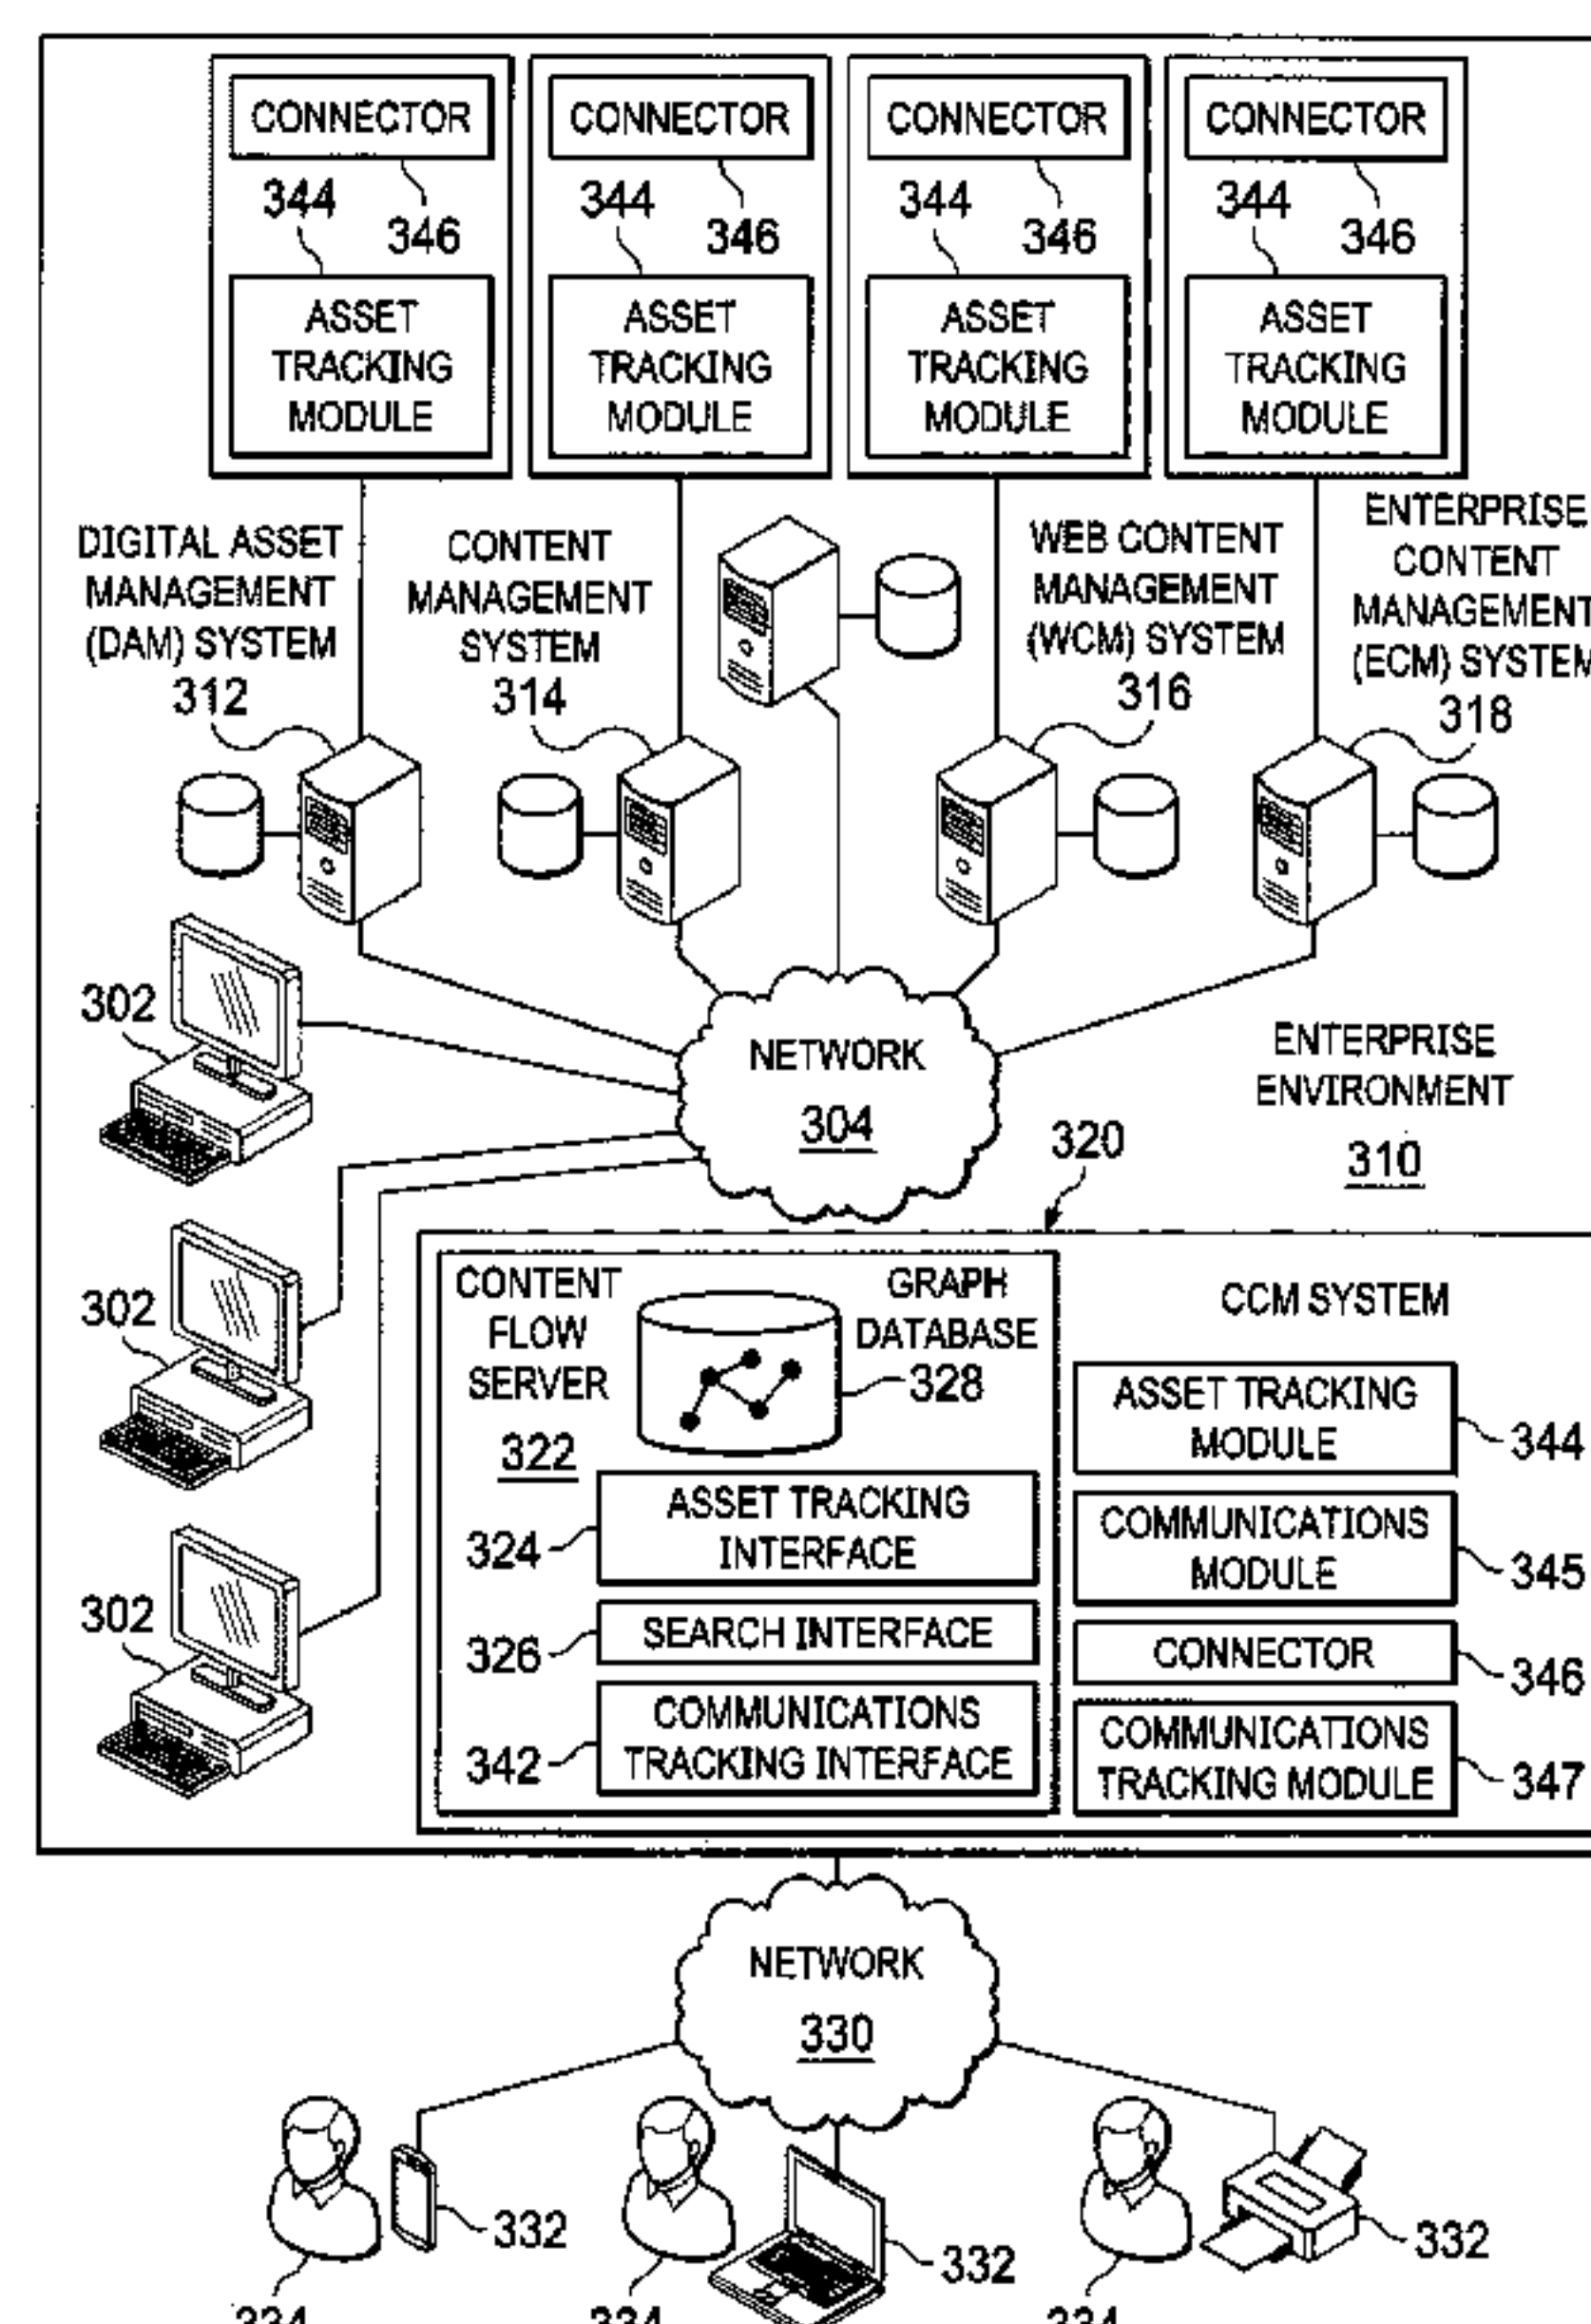 CONNECTOR
344
346
ASSET
TRACKING
MODULE
CONNECTOR
344
346
ASSET
TRACKING
MODULE
CONNECTOR
344
346
ASSET
TRACKING
MODULE
CONNECTOR
344
346
ASSET
TRACKING
MODULE
DIGITAL ASSET
MANAGEMENT
(DAM) SYSTEM
312
CONTENT
MANAGEMENT
SYSTEM
314
WEB CONTENT
MANAGEMENT
(WCM) SYSTEM
316
ENTERPRISE
CONTENT
MANAGEMENT
(ECM) SYSTEM
318
302
NETWORK
304
ENTERPRISE
ENVIRONMENT
310
320
302
302
CONTENT
FLOW
SERVER
322
GRAPH
DATABASE
328
ASSET TRACKING
INTERFACE
324
SEARCH INTERFACE
326
COMMUNICATIONS
TRACKING INTERFACE
342
CCM SYSTEM
ASSET TRACKING
MODULE
344
COMMUNICATIONS
MODULE
345
CONNECTOR
346
COMMUNICATIONS
TRACKING MODULE
347
NETWORK
330
332
332
332
334
334
334